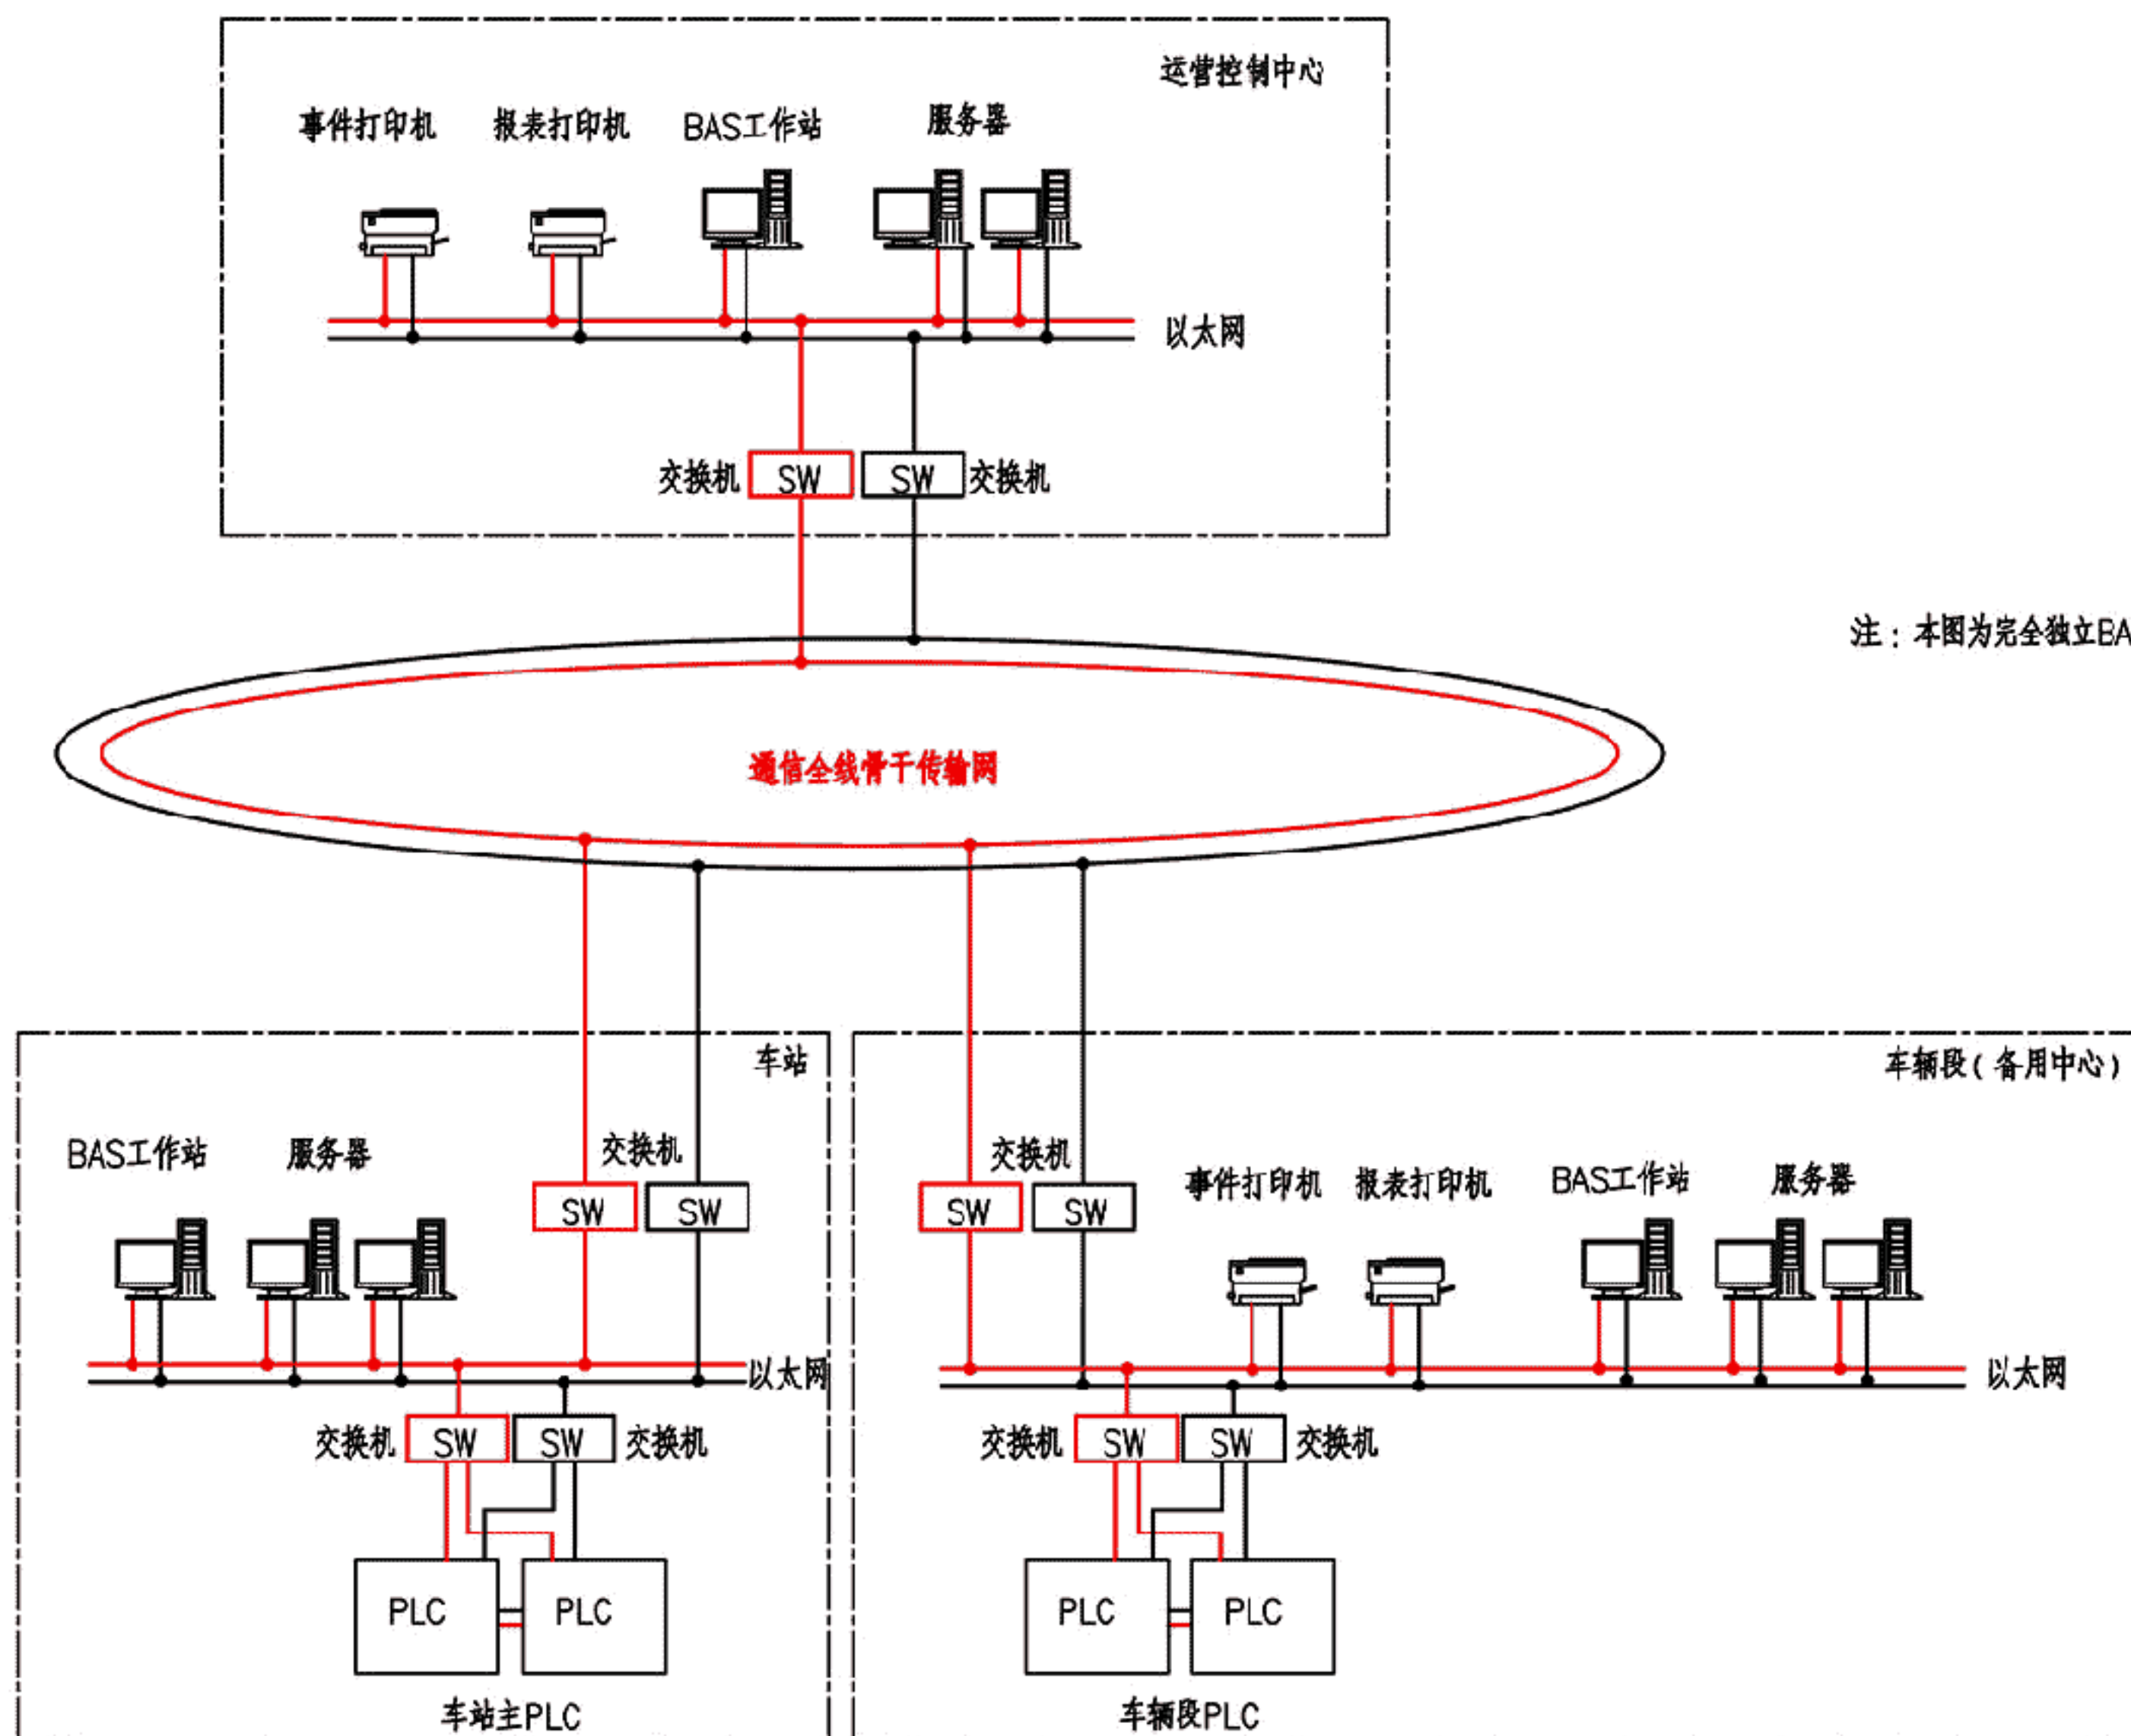 运营控制中心
事件打印机 报表打印机 BAS工作站 服务器
以太网
交换机 SW SW 交换机
注：本图为完全独立BA
通信全线骨干传输网
车站
车辆段(备用中心)
BAS工作站 服务器 交换机
SW SW
交换机 事件打印机 报表打印机 BAS工作站 服务器
SW SW
以太网
以太网
交换机 SW SW 交换机
交换机 SW SW 交换机
PLC PLC
PLC PLC
车站主PLC
车辆段PLC